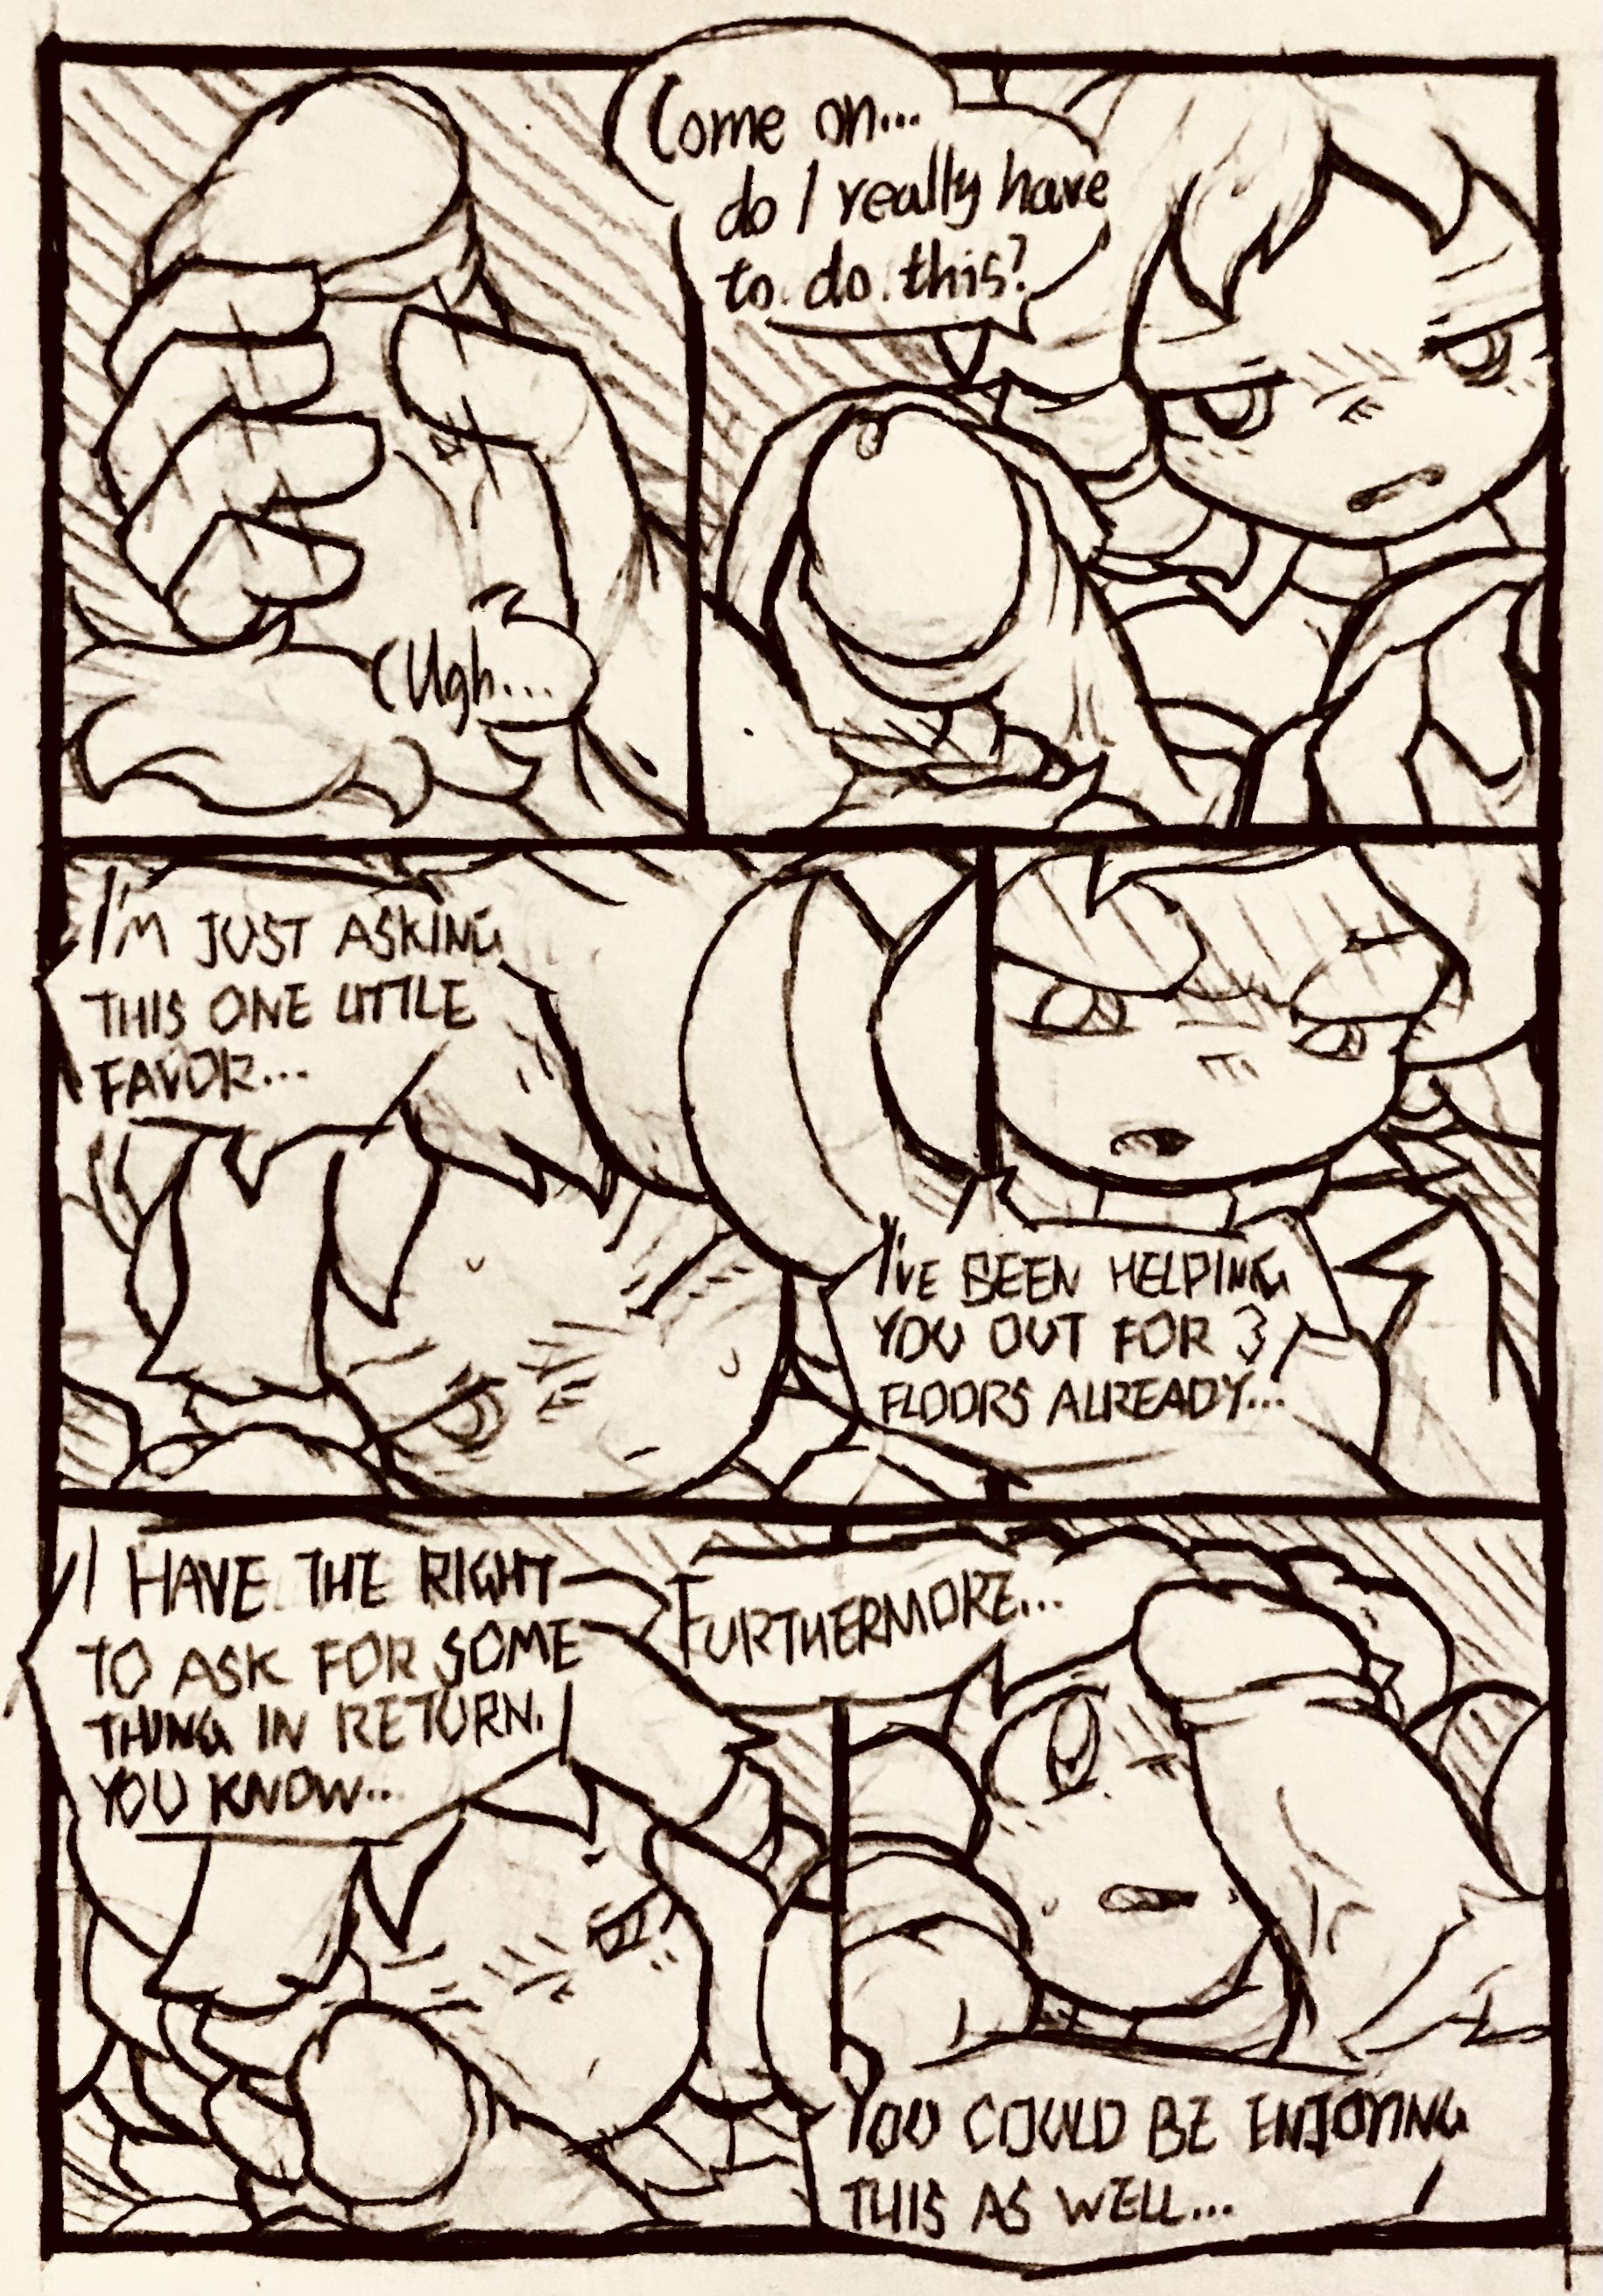 Ugh...
Come on...
do I really have
to do this?
I'M JUST ASKING
THIS ONE LITTLE
FAVOR...
I'VE BEEN HELPING
YOU OUT FOR 3
FLOORS ALREADY...
I HAVE THE RIGHT
TO ASK FOR SOME
THING IN RETURN,
YOU KNOW...
FURTHERMORE...
YOU COULD BE ENJOYING
THIS AS WELL...